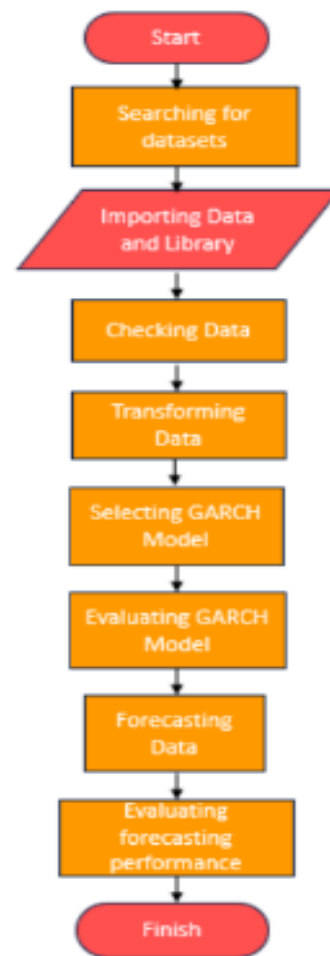 Start
Searching for
datasets
Importing Data
and Library
Checking Data
Transforming
Data
Selecting GARCH
Model
Evaluating GARCH
Model
Forecasting
Data
Evaluating
forecasting
performance
Finish